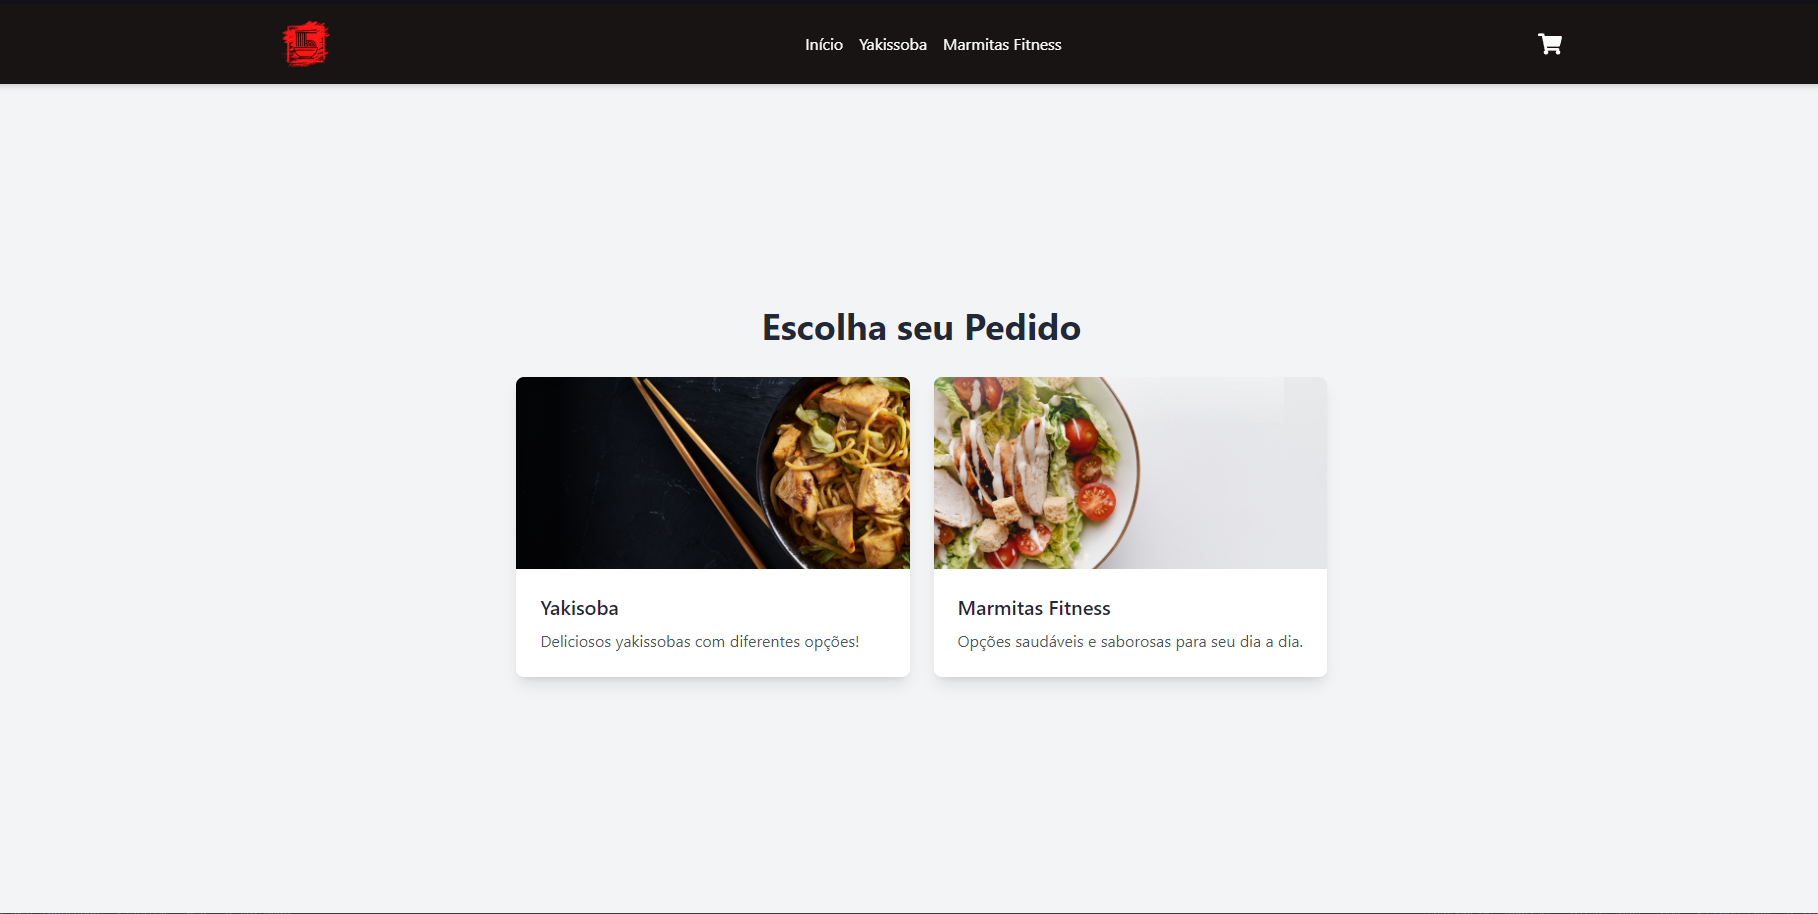 Início Yakissoba Marmitas Fitness
Escolha seu Pedido
Yakisoba
Deliciosos yakissobas com diferentes opções!
Marmitas Fitness
Opções saudáveis e saborosas para seu dia a dia.